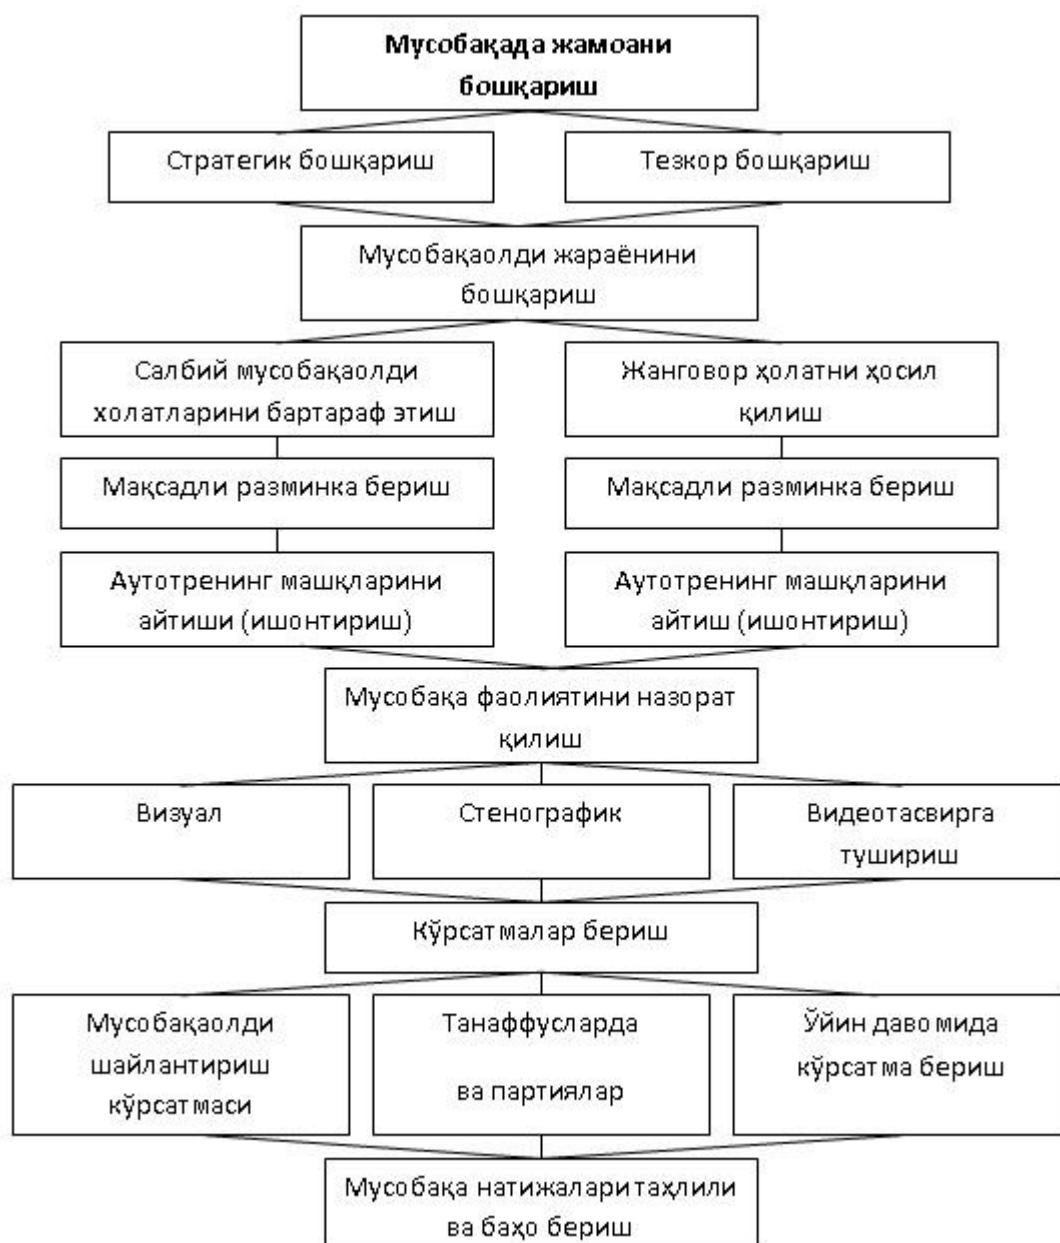 Мусобақада жамоани
бошқариш
Стратегик бошқариш
Тезкор бошқариш
Мусобақаолди жараёнини
бошқариш
Салбий мусобақаолди
холатларини бартараф этиш
Жанговор ҳолатни ҳосил
қилиш
Мақсадли разминка бериш
Мақсадли разминка бериш
Аутотренинг машқларини
айтиши (ишонтириш)
Аутотренинг машқларини
айтиш (ишонтириш)
Мусобақа фаолиятини назорат
қилиш
Визуал
Стенографик
Видеотасвирга
тушириш
Кўрсатмалар бериш
Мусобақаолди
шайлантириш
кўрсатмаси
Танаффусларда
ва партиялар
Ўйин давомида
кўрсатма бериш
Мусобақа натижалари таҳлили
ва баҳо бериш